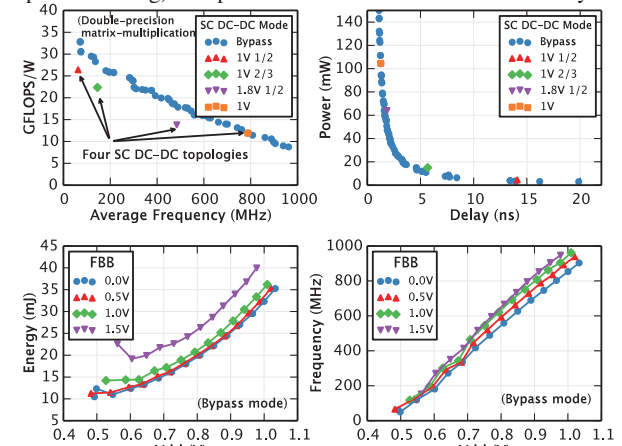 40
35
30
25
20
15
10
5
0
GFLOPS/W
(Double-precision
matrix-multiplication
SC DC-DC Mode
Bypass
1V 1/2
1V 2/3
1.8V 1/2
1V
Four SC DC-DC topologies
0 200 400 600 800 1000
Average Frequency (MHz)
140
120
100
80
60
40
20
0
Power (mW)
SC DC-DC Mode
Bypass
1V 1/2
1V 2/3
1.8V 1/2
1V
0 5 10 15 20
Delay (ns)
45
40
35
30
25
20
15
10
Energy (mJ)
FBB
0.0V
0.5V
1.0V
1.5V
(Bypass mode)
0.4 0.5 0.6 0.7 0.8 0.9 1.0 1.1
1000
800
600
400
200
0
Frequency (MHz)
FBB
0.0V
0.5V
1.0V
1.5V
(Bypass mode)
0.4 0.5 0.6 0.7 0.8 0.9 1.0 1.1